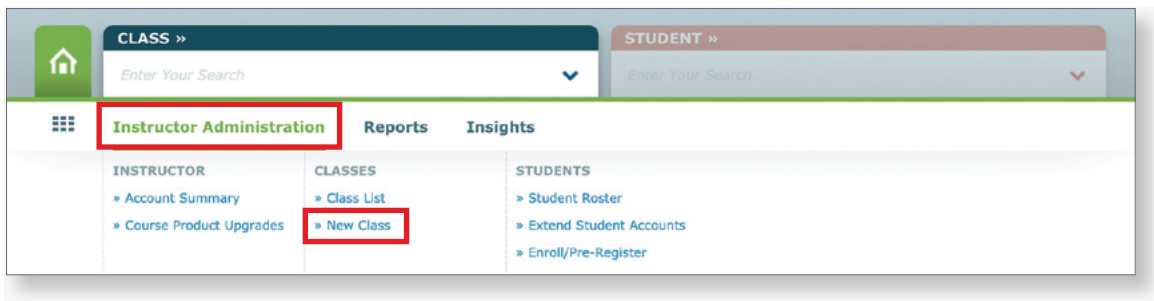 CLASS » STUDENT »
Enter Your Search Enter Your Search
Instructor Administration Reports Insights
INSTRUCTOR CLASSES STUDENTS
» Account Summary » Class List » Student Roster
» Course Product Upgrades » New Class » Extend Student Accounts
» Enroll/Pre-Register